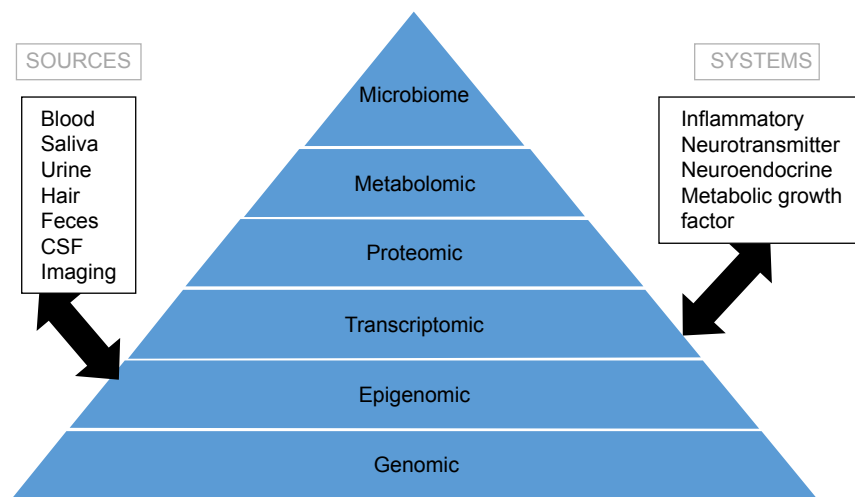 SOURCES
Blood
Saliva
Urine
Hair
Feces
CSF
Imaging
Microbiome
Metabolomic
Proteomic
Transcriptomic
Epigenomic
Genomic
SYSTEMS
Inflammatory
Neurotransmitter
Neuroendocrine
Metabolic growth
factor